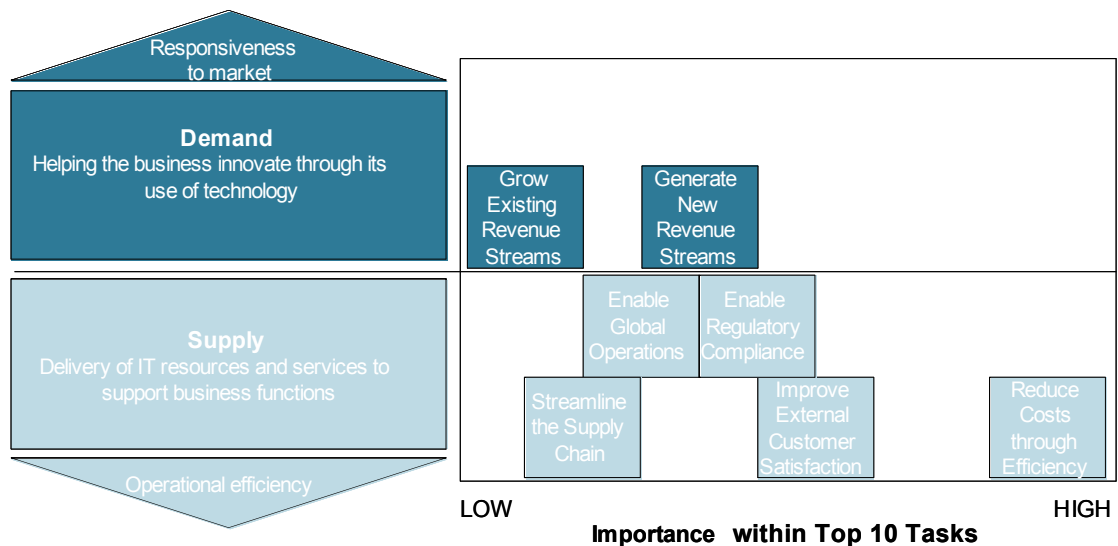 Responsiveness
to market
Demand
Helping the business innovate through its
use of technology
Grow
Existing
Revenue
Streams
Generate
New
Revenue
Streams
Supply
Delivery of IT resources and services to
support business functions
Enable
Global
Operations
Enable
Regulatory
Compliance
Streamline
the Supply
Chain
Improve
External
Customer
Satisfaction
Reduce
Costs
through
Efficiency
Operational efficiency
LOW
HIGH
Importance within Top 10 Tasks